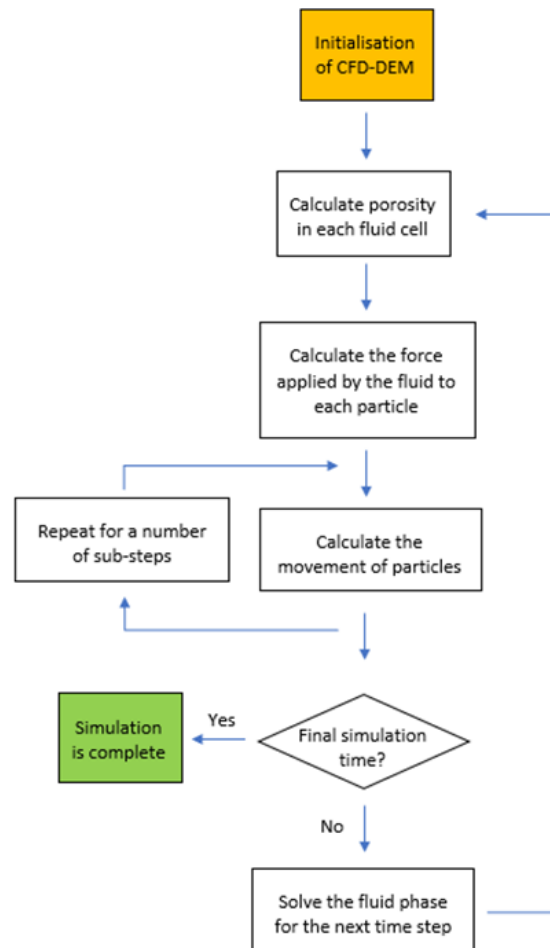 Initialisation
of CFD-DEM
Calculate porosity
in each fluid cell
Calculate the force
applied by the fluid to
each particle
Repeat for a number
of sub-steps
Calculate the
movement of particles
Simulation
is complete
Yes
Final simulation
time?
No
Solve the fluid phase
for the next time step